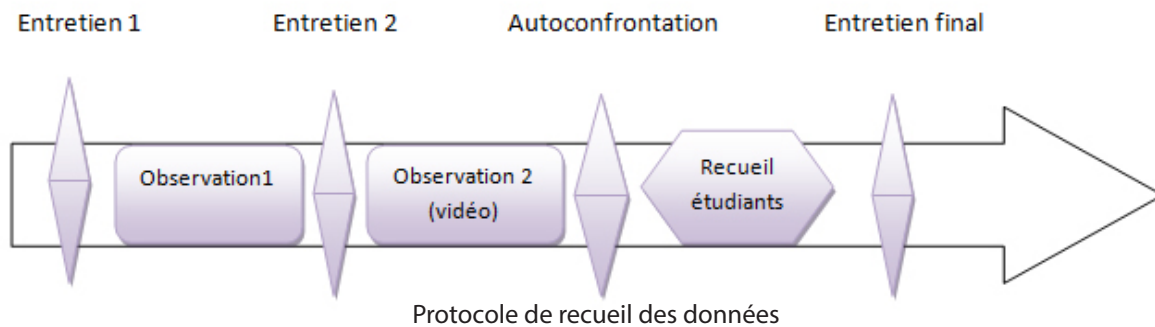 Entretien 1 Entretien 2 Autoconfrontation Entretien final
Observation1
Observation 2
(vidéo)
Recueil
étudiants
Protocole de recueil des données